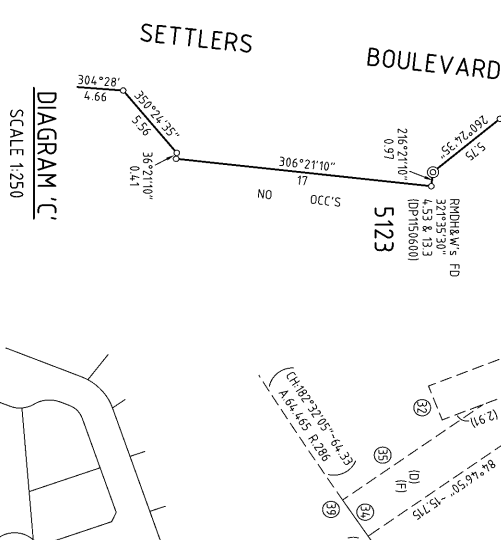 SETTLERS
BOULEVARD
304°28'
4.66
350°24'35"
5.56
36°21'10"
0.41
306°21'10"
17
NO OCC'S
216°21'10"
0.97
260°24'35"
5.75
RMDH&W's FD
321°35'30"
4.53 & 13.3
(DP1150600)
5123
DIAGRAM 'C'
SCALE 1:250
(CH:182°32'05"~64.33)
A.64.465 R.286
32
(2.91)
35
(D)
(F)
84°46'50" ~15.715
39
34